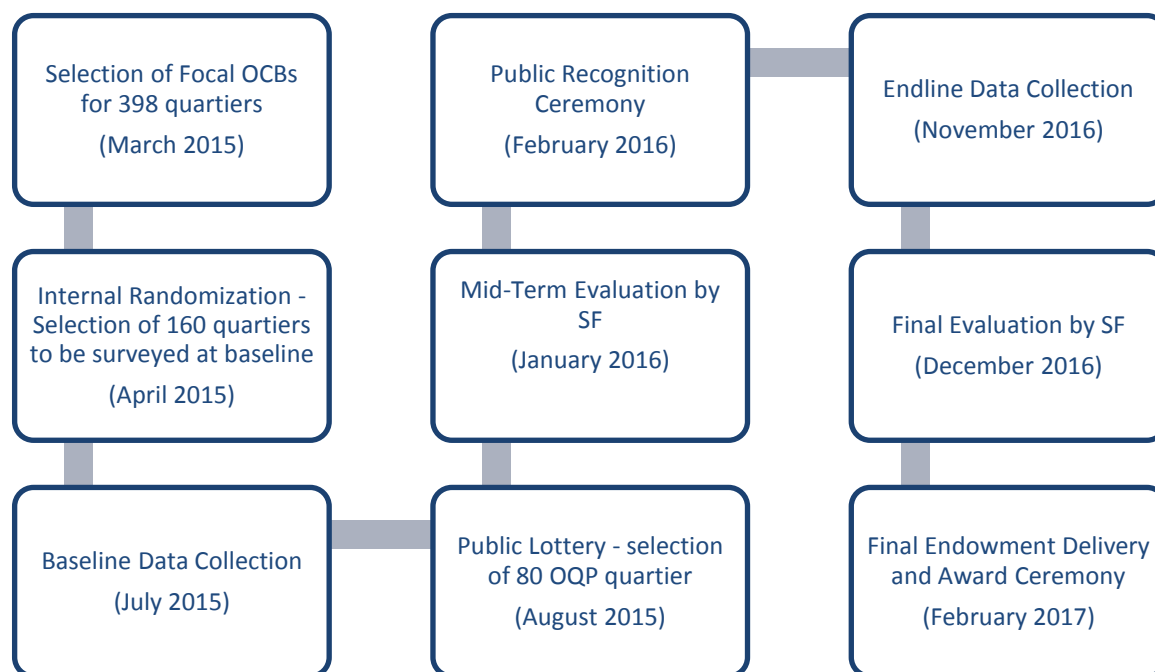 Selection of Focal OCBs
for 398 quartiers
(March 2015)
Internal Randomization -
Selection of 160 quartiers
to be surveyed at baseline
(April 2015)
Baseline Data Collection
(July 2015)
Public Lottery - selection
of 80 OQP quartier
(August 2015)
Mid-Term Evaluation by
SF
(January 2016)
Public Recognition
Ceremony
(February 2016)
Endline Data Collection
(November 2016)
Final Evaluation by SF
(December 2016)
Final Endowment Delivery
and Award Ceremony
(February 2017)